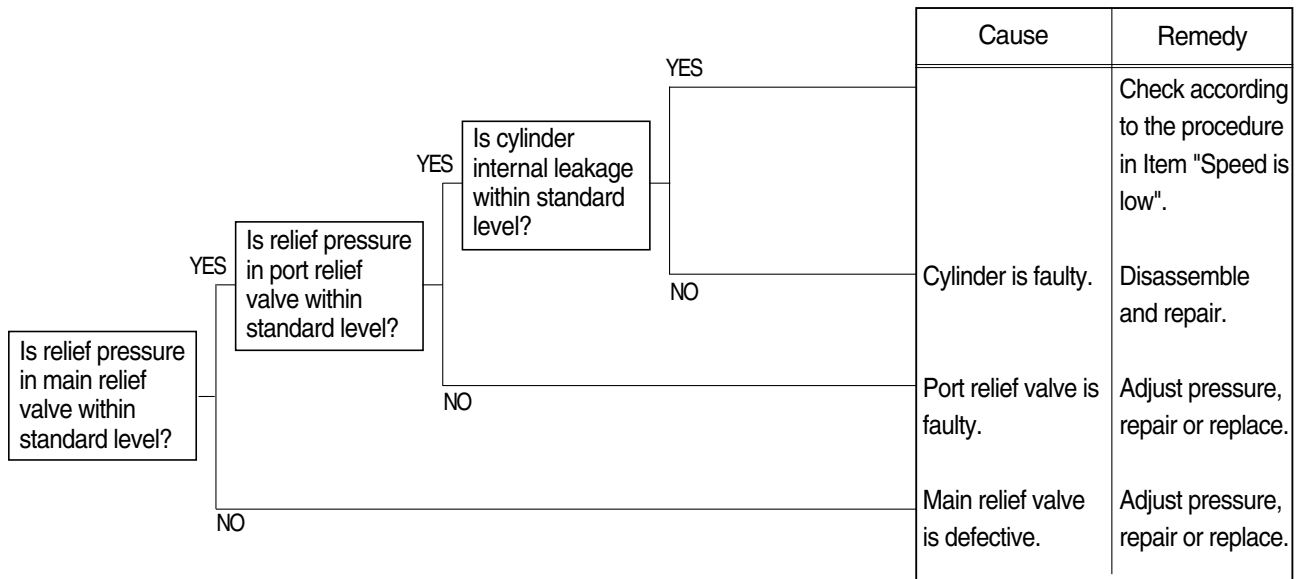 Cause
Remedy
YES
Check according
to the procedure
in Item "Speed is
low".
Is cylinder
internal leakage
within standard
level?
YES
NO
Cylinder is faulty.
Disassemble
and repair.
Is relief pressure
in port relief
valve within
standard level?
YES
NO
Port relief valve is
faulty.
Adjust pressure,
repair or replace.
Is relief pressure
in main relief
valve within
standard level?
NO
Main relief valve
is defective.
Adjust pressure,
repair or replace.